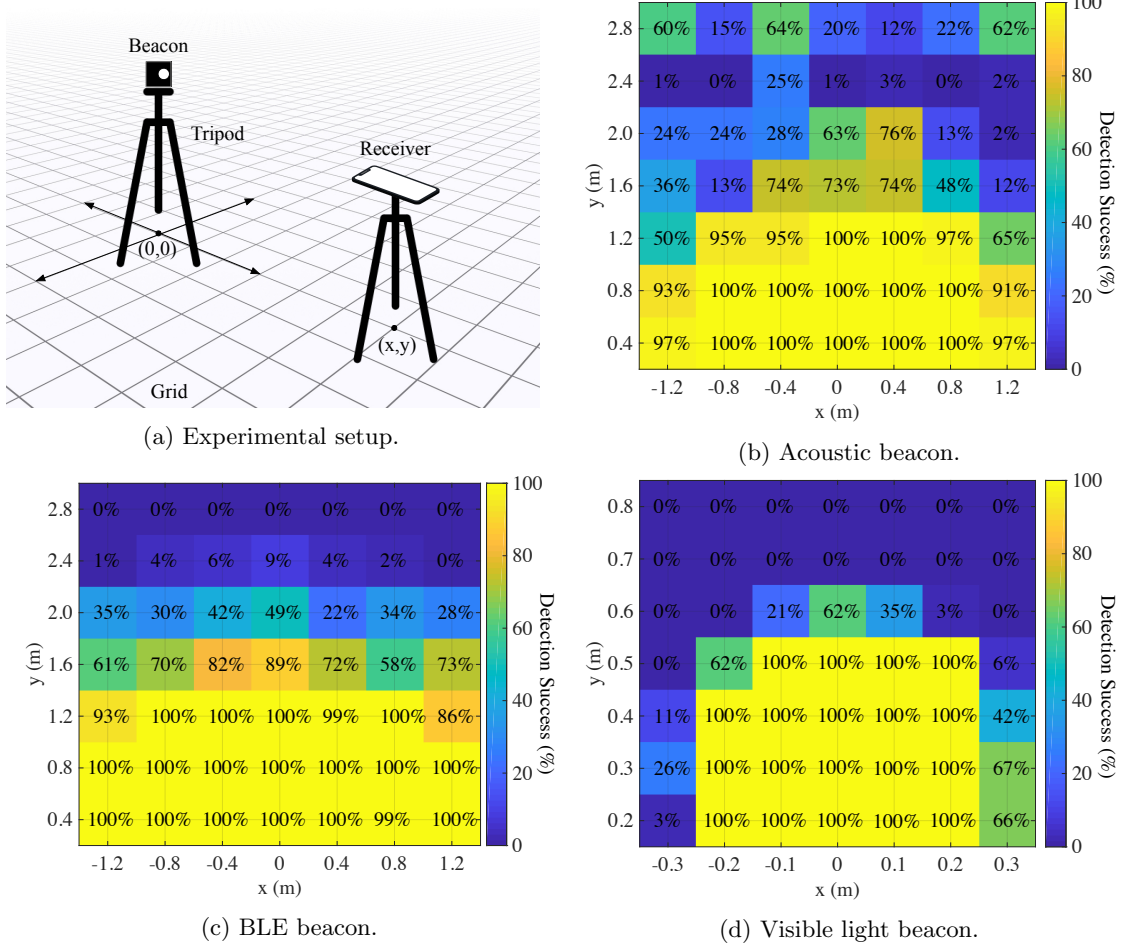 Beacon
Tripod
Receiver
(0,0)
(x,y)
Grid
(a) Experimental setup.
2.8 60% 15% 64% 20% 12% 22% 62%
2.4 1% 0% 25% 1% 3% 0% 2%
2.0 24% 24% 28% 63% 76% 13% 2%
1.6 36% 13% 74% 73% 74% 48% 12%
1.2 50% 95% 95% 100% 100% 97% 65%
0.8 93% 100% 100% 100% 100% 100% 91%
0.4 97% 100% 100% 100% 100% 100% 97%
-1.2 -0.8 -0.4 0 0.4 0.8 1.2
x (m)
y (m)
100
80
60
40
20
0
Detection Success (%)
(b) Acoustic beacon.
2.8 0% 0% 0% 0% 0% 0% 0%
2.4 1% 4% 6% 9% 4% 2% 0%
2.0 35% 30% 42% 49% 22% 34% 28%
1.6 61% 70% 82% 89% 72% 58% 73%
1.2 93% 100% 100% 100% 99% 100% 86%
0.8 100% 100% 100% 100% 100% 100% 100%
0.4 100% 100% 100% 100% 100% 99% 100%
-1.2 -0.8 -0.4 0 0.4 0.8 1.2
x (m)
y (m)
100
80
60
40
20
0
Detection Success (%)
(c) BLE beacon.
0.8 0% 0% 0% 0% 0% 0% 0%
0.7 0% 0% 0% 0% 0% 0% 0%
0.6 0% 0% 21% 62% 35% 3% 0%
0.5 0% 62% 100% 100% 100% 100% 6%
0.4 11% 100% 100% 100% 100% 100% 42%
0.3 26% 100% 100% 100% 100% 100% 67%
0.2 3% 100% 100% 100% 100% 100% 66%
-0.3 -0.2 -0.1 0 0.1 0.2 0.3
x (m)
y (m)
100
80
60
40
20
0
Detection Success (%)
(d) Visible light beacon.